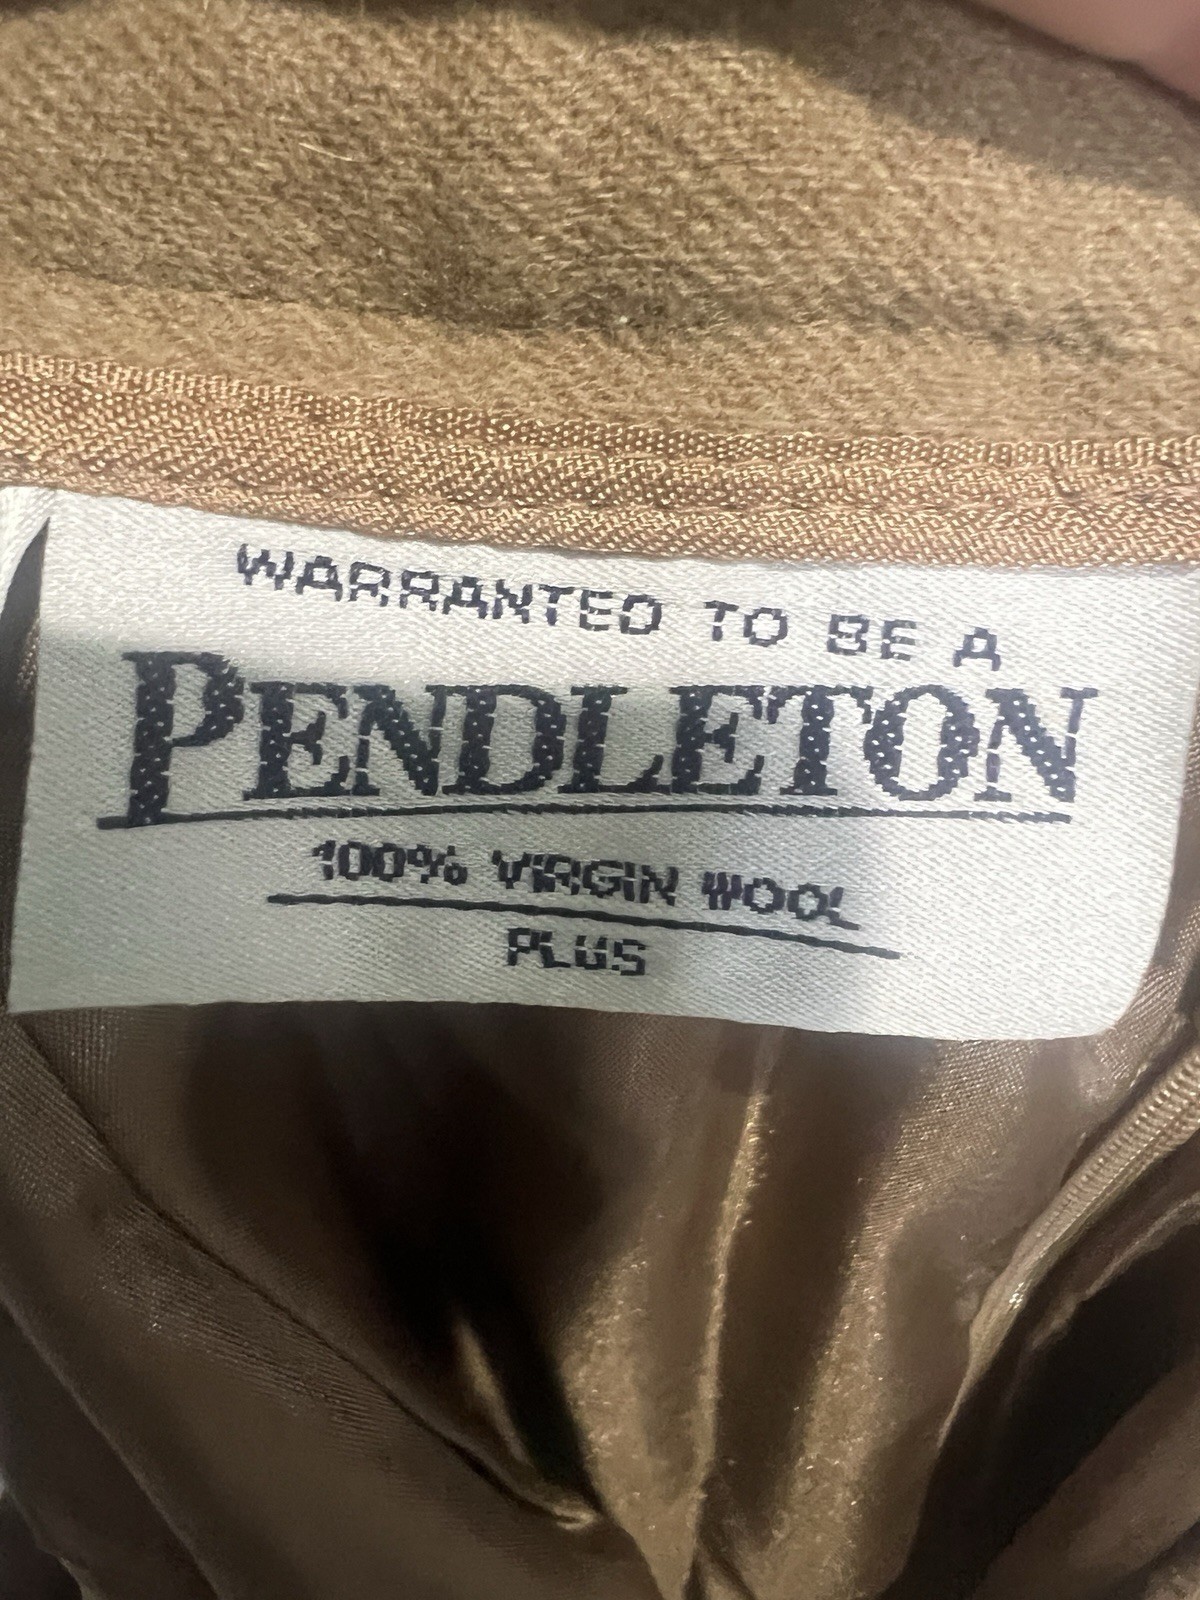 WARRANTED TO BE A
PENDLETON
100% VIRGIN WOOL
PLUS